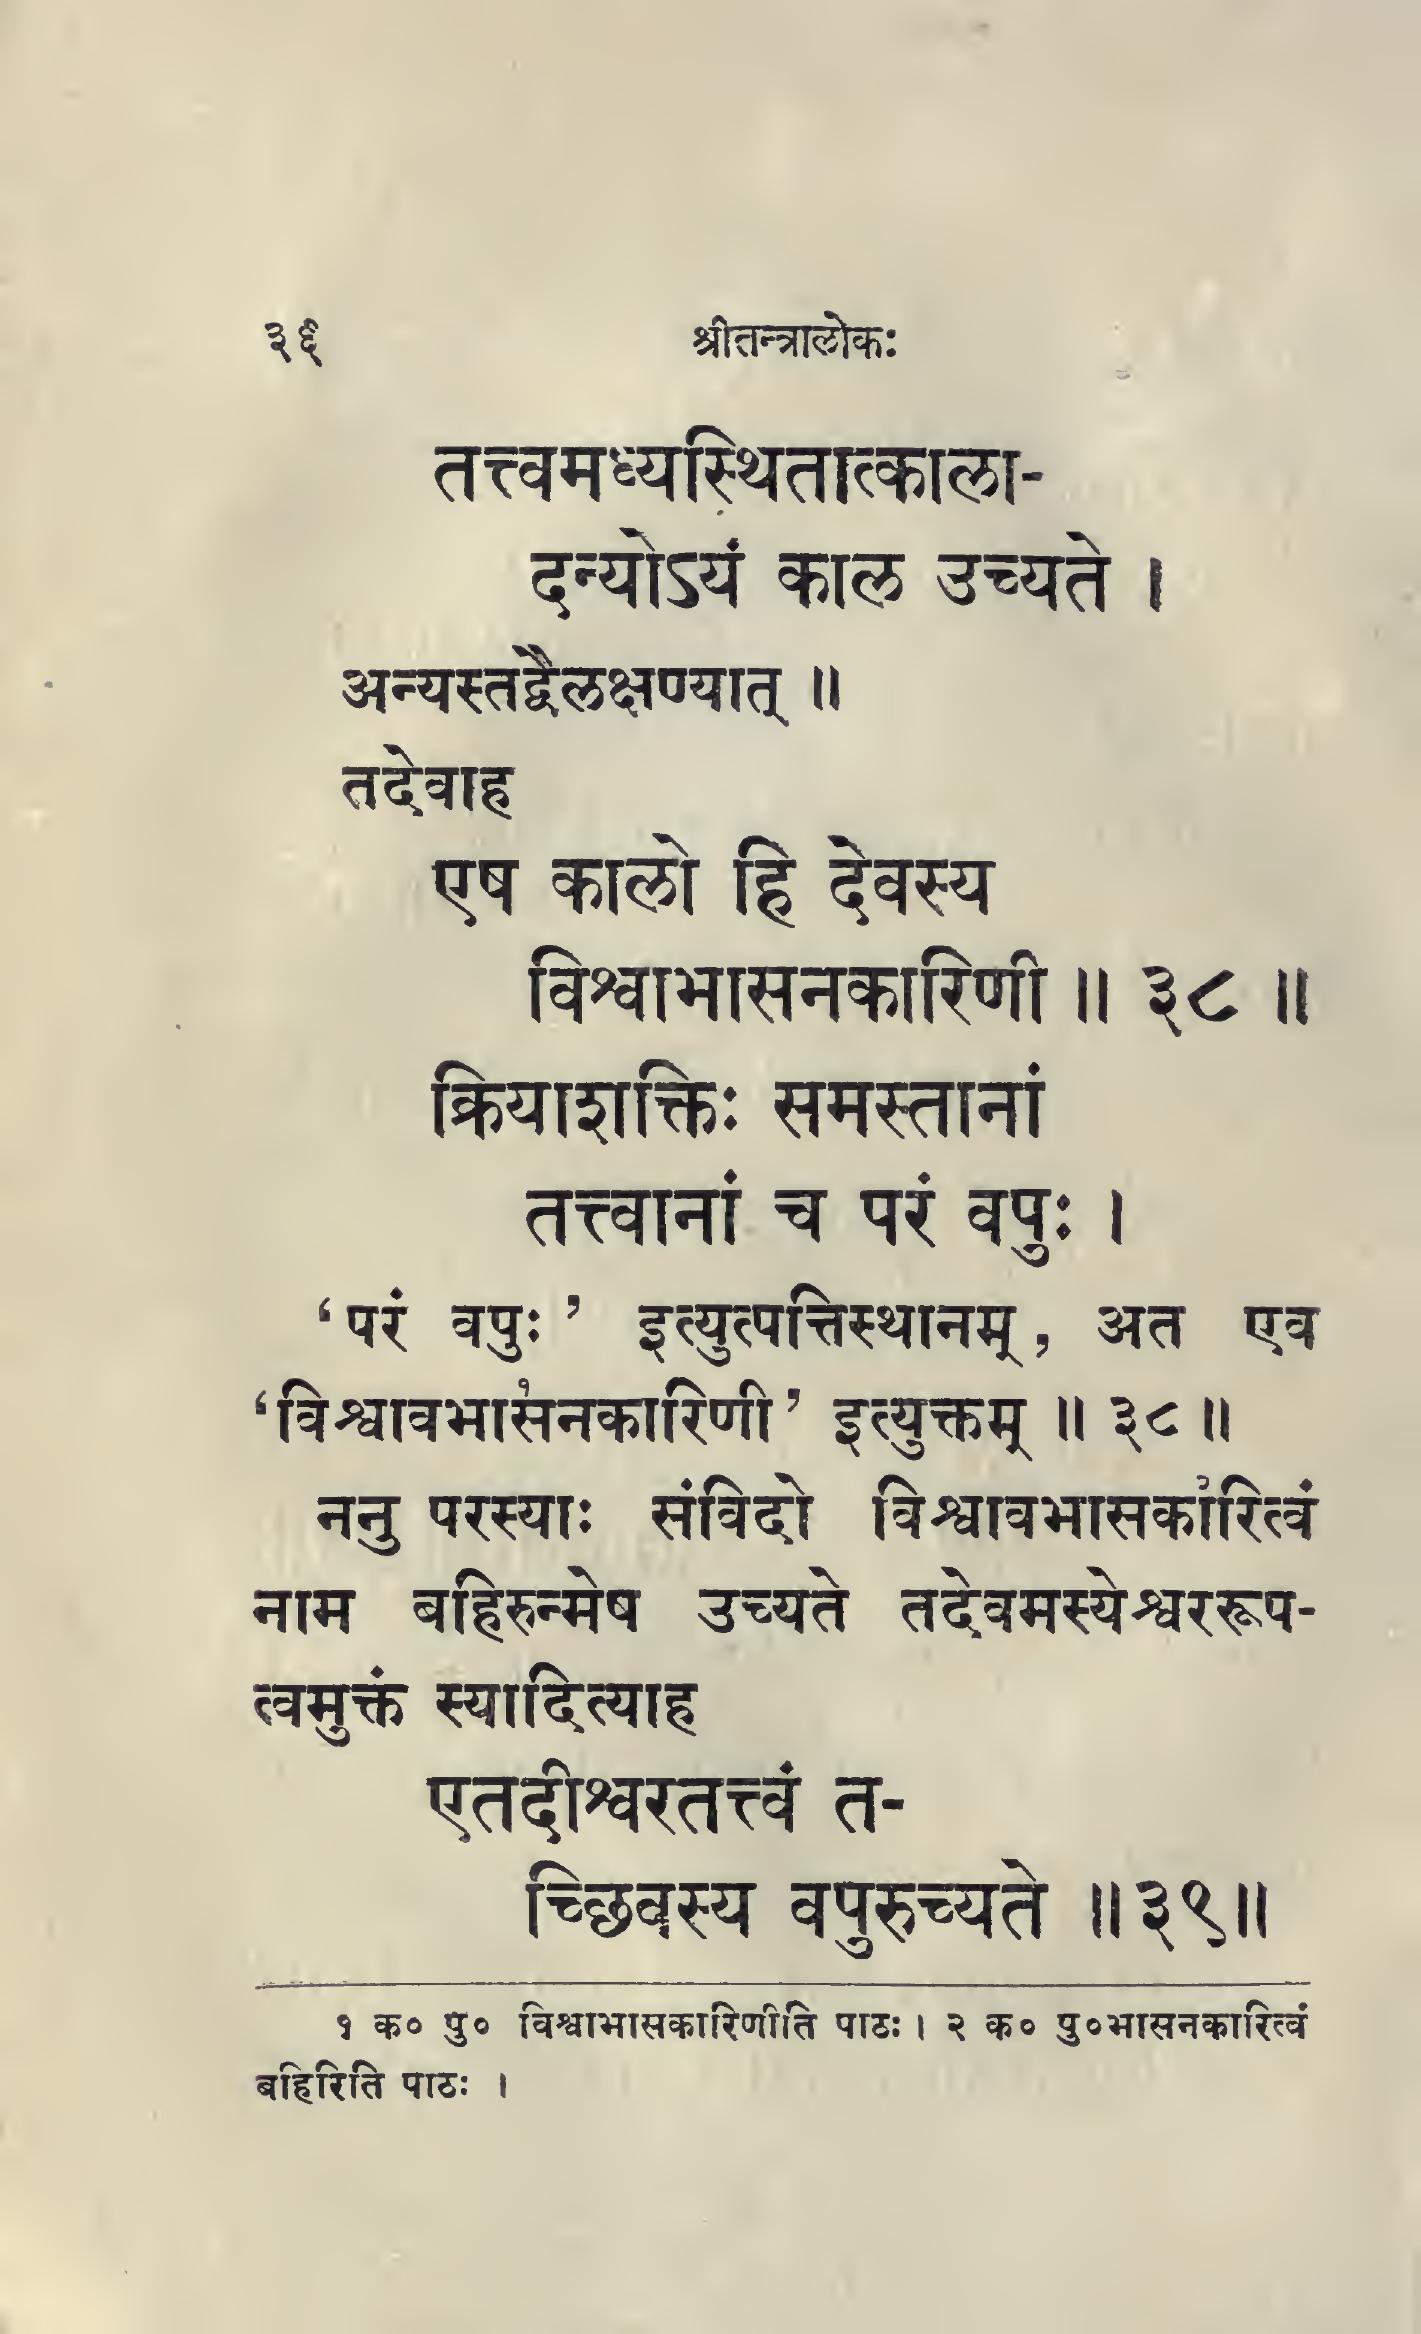 ३६ श्रीतन्त्रालोकः
तत्त्वमध्यस्थितात्काला-
दन्योऽयं काल उच्यते ।
अन्यस्तद्वैलक्षण्यात् ॥
तदेवाह
एष कालो हि देवस्य
विश्वाभासनकारिणी ॥ ३८ ॥
क्रियाशक्तिः समस्तानां
तत्त्वानां च परं वपुः ।
‘परं वपुः’ इत्युत्पत्तिस्थानम्, अत एव
‘विश्वावभास१नकारिणी’ इत्युक्तम् ॥ ३८ ॥
ननु परस्याः संविदो विश्वावभासका२रित्वं
नाम बहिरुन्मेष उच्यते तदेवमस्येश्वररूप-
त्वमुक्तं स्यादित्याह
एतदीश्वरतत्त्वं त-
च्छिवस्य वपुरुच्यते ॥३९॥
१ क० पु० विश्वाभासकारिणीति पाठः । २ क० पु०भासनकारित्वं
बहिरिति पाठः ।